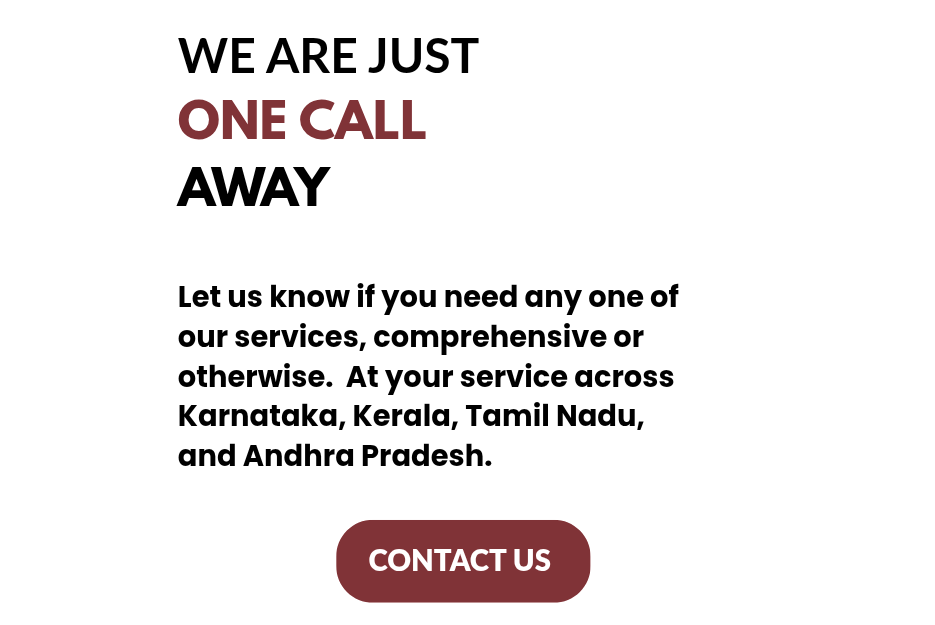 WE ARE JUST
ONE CALL
AWAY
Let us know if you need any one of
our services, comprehensive or
otherwise.  At your service across
Karnataka, Kerala, Tamil Nadu,
and Andhra Pradesh.
CONTACT US